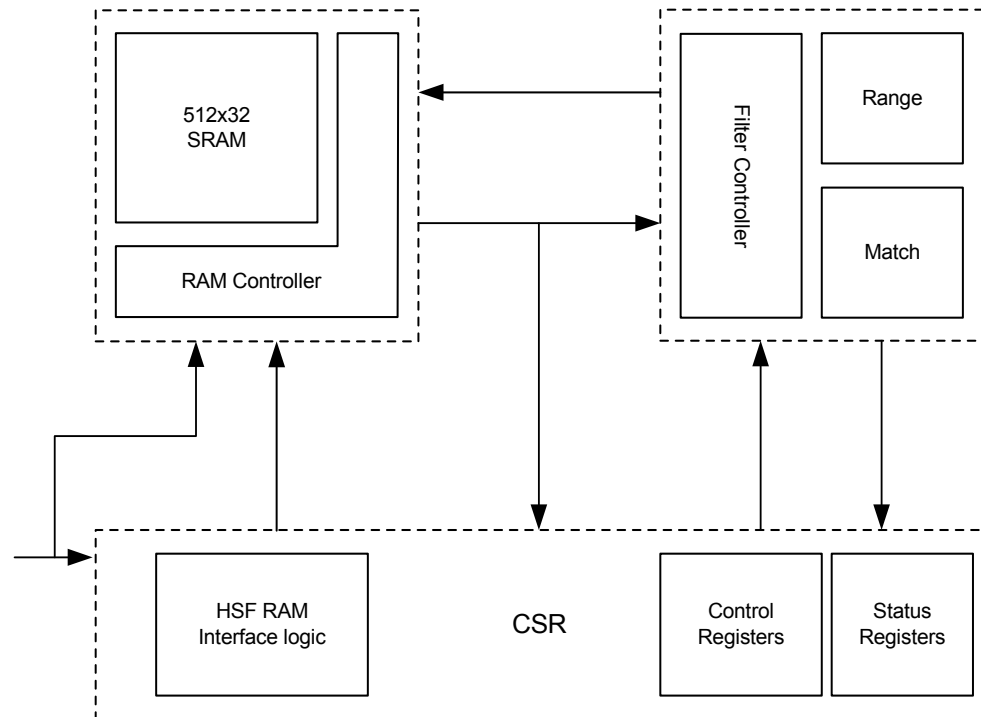 512x32
SRAM
RAM Controller
Filter Controller
Range
Match
HSF RAM
Interface logic
CSR
Control
Registers
Status
Registers